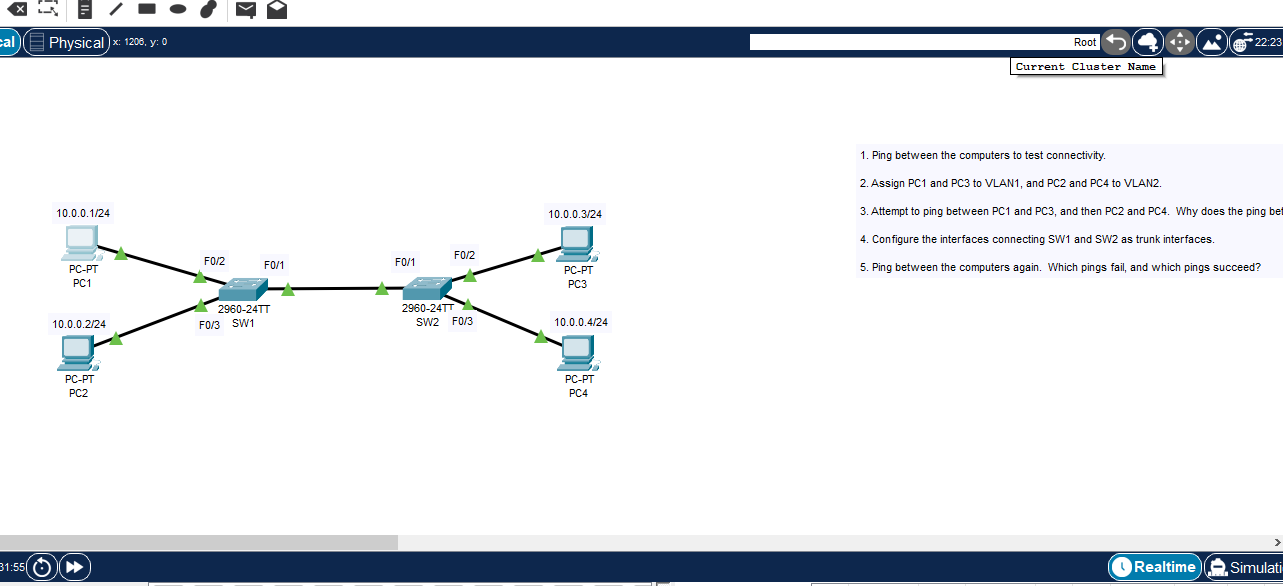 al
Physical
x: 1206, y: 0
Root
22:23
Current Cluster Name
1. Ping between the computers to test connectivity.
2. Assign PC1 and PC3 to VLAN1, and PC2 and PC4 to VLAN2.
3. Attempt to ping between PC1 and PC3, and then PC2 and PC4. Why does the ping bet
4. Configure the interfaces connecting SW1 and SW2 as trunk interfaces.
5. Ping between the computers again. Which pings fail, and which pings succeed?
10.0.0.1/24
PC-PT
PC1
F0/2
F0/1
2960-24TT
SW1
F0/3
10.0.0.2/24
PC-PT
PC2
10.0.0.3/24
PC-PT
PC3
F0/1
F0/2
2960-24TT
SW2
F0/3
10.0.0.4/24
PC-PT
PC4
31:55
Realtime
Simulati